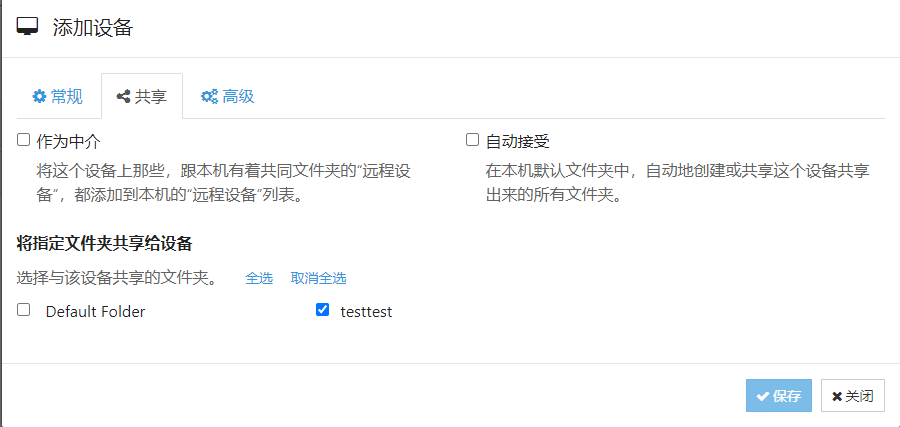 添加设备
常规
共享
高级
作为中介
自动接受
将这个设备上那些，跟本机有着共同文件夹的“远程设
备”，都添加到本机的“远程设备”列表。
在本机默认文件夹中，自动地创建或共享这个设备共享
出来的所有文件夹。
将指定文件夹共享给设备
选择与该设备共享的文件夹。 全选 取消全选
Default Folder
testtest
保存
关闭